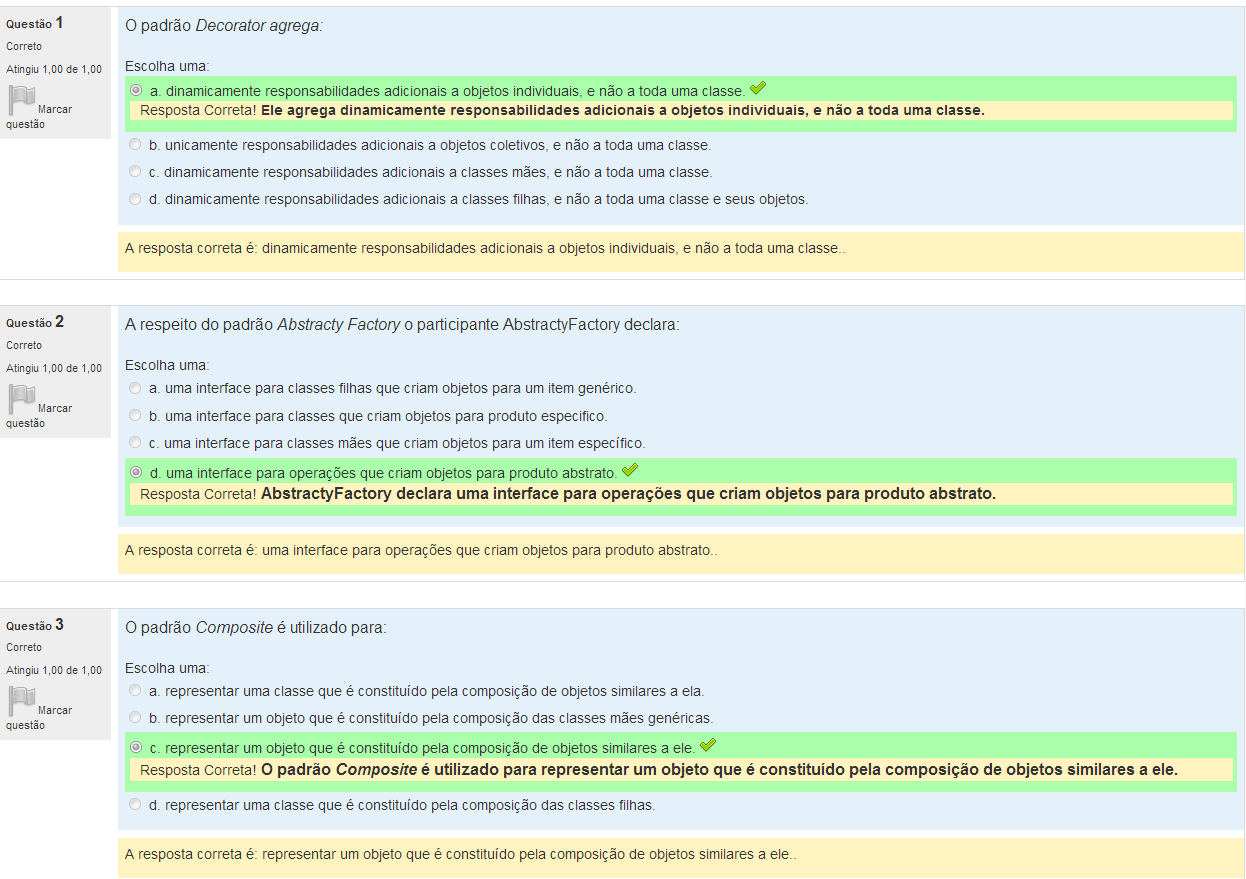 Questão 1
Correto
Atingiu 1,00 de 1,00
Marcar
questão
O padrão Decorator agrega:
Escolha uma:
a. dinamicamente responsabilidades adicionais a objetos individuais, e não a toda uma classe.
Resposta Correta! Ele agrega dinamicamente responsabilidades adicionais a objetos individuais, e não a toda uma classe.
b. unicamente responsabilidades adicionais a objetos coletivos, e não a toda uma classe.
c. dinamicamente responsabilidades adicionais a classes mães, e não a toda uma classe.
d. dinamicamente responsabilidades adicionais a classes filhas, e não a toda uma classe e seus objetos.
A resposta correta é: dinamicamente responsabilidades adicionais a objetos individuais, e não a toda uma classe..
Questão 2
Correto
Atingiu 1,00 de 1,00
Marcar
questão
A respeito do padrão Abstracty Factory o participante AbstractyFactory declara:
Escolha uma:
a. uma interface para classes filhas que criam objetos para um item genérico.
b. uma interface para classes que criam objetos para produto especifico.
c. uma interface para classes mães que criam objetos para um item específico.
d. uma interface para operações que criam objetos para produto abstrato.
Resposta Correta! AbstractyFactory declara uma interface para operações que criam objetos para produto abstrato.
A resposta correta é: uma interface para operações que criam objetos para produto abstrato..
Questão 3
Correto
Atingiu 1,00 de 1,00
Marcar
questão
O padrão Composite é utilizado para:
Escolha uma:
a. representar uma classe que é constituído pela composição de objetos similares a ela.
b. representar um objeto que é constituído pela composição das classes mães genéricas.
c. representar um objeto que é constituído pela composição de objetos similares a ele.
Resposta Correta! O padrão Composite é utilizado para representar um objeto que é constituído pela composição de objetos similares a ele.
d. representar uma classe que é constituído pela composição das classes filhas.
A resposta correta é: representar um objeto que é constituído pela composição de objetos similares a ele..